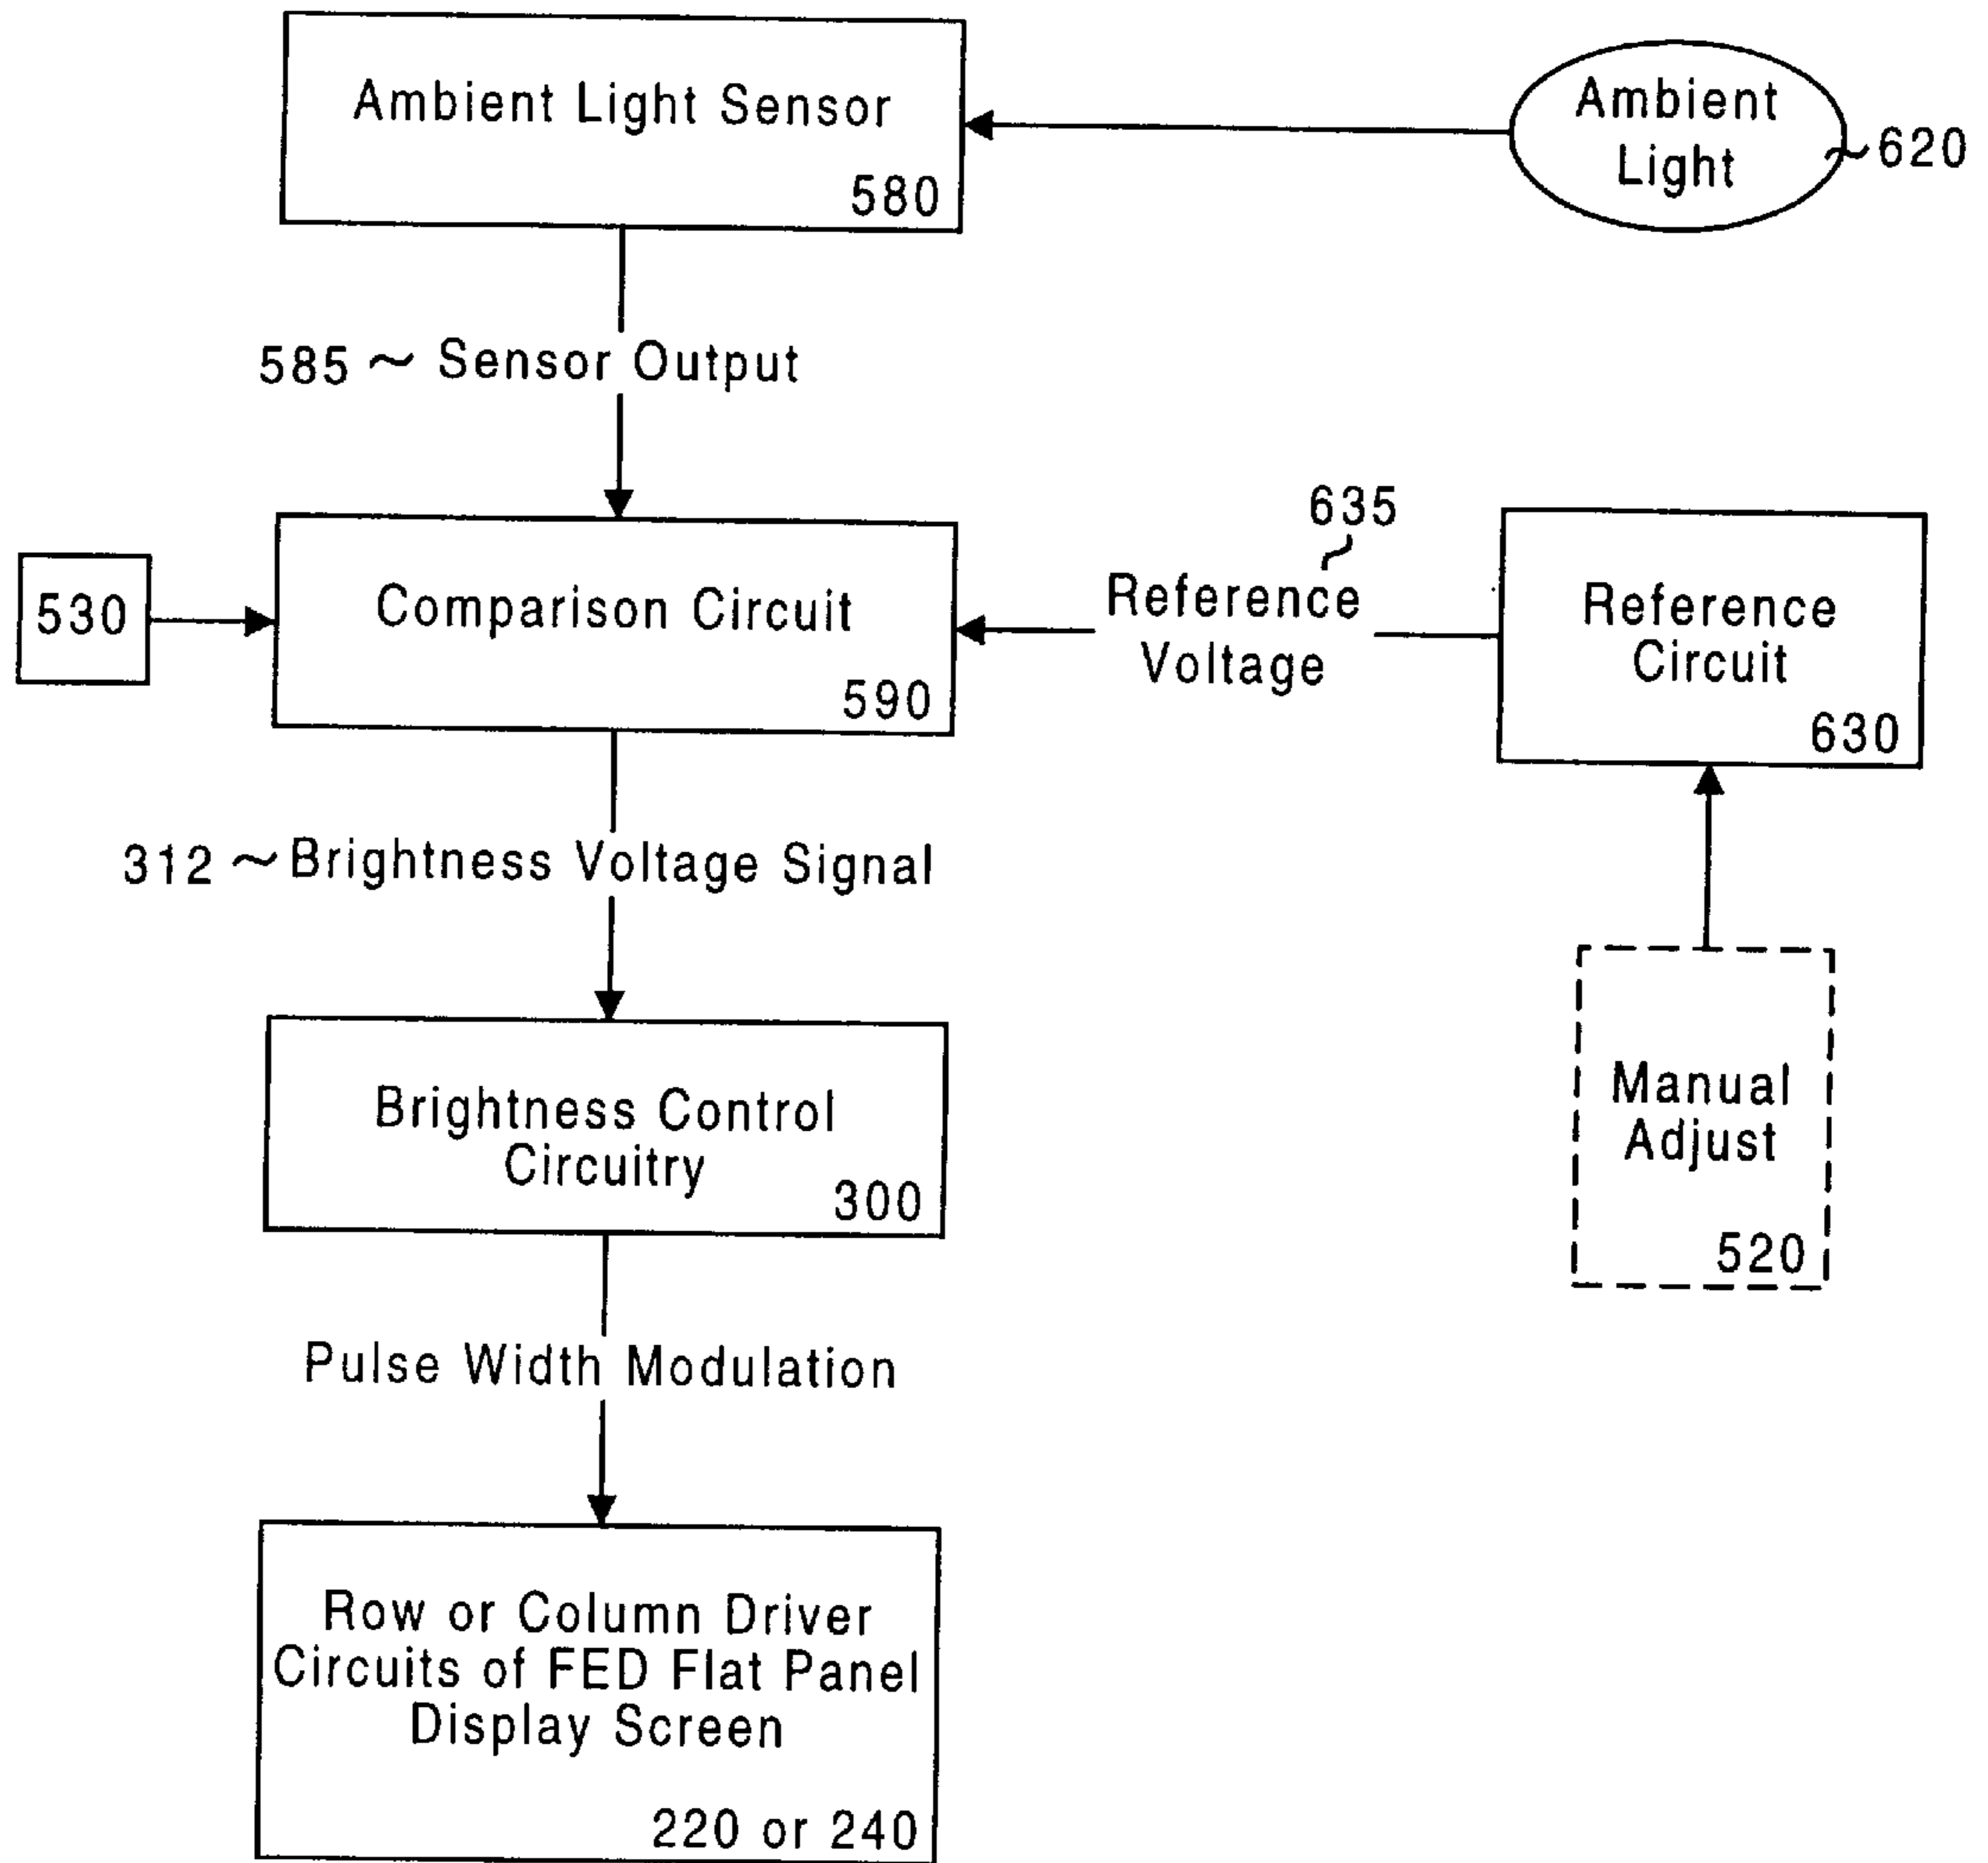 Ambient Light Sensor
580
Ambient
Light
~620
585 ~ Sensor Output
530
Comparison Circuit
590
635
Reference
Voltage
Reference
Circuit
630
312 ~ Brightness Voltage Signal
Brightness Control
Circuitry
300
Manual
Adjust
520
Pulse Width Modulation
Row or Column Driver
Circuits of FED Flat Panel
Display Screen
220 or 240